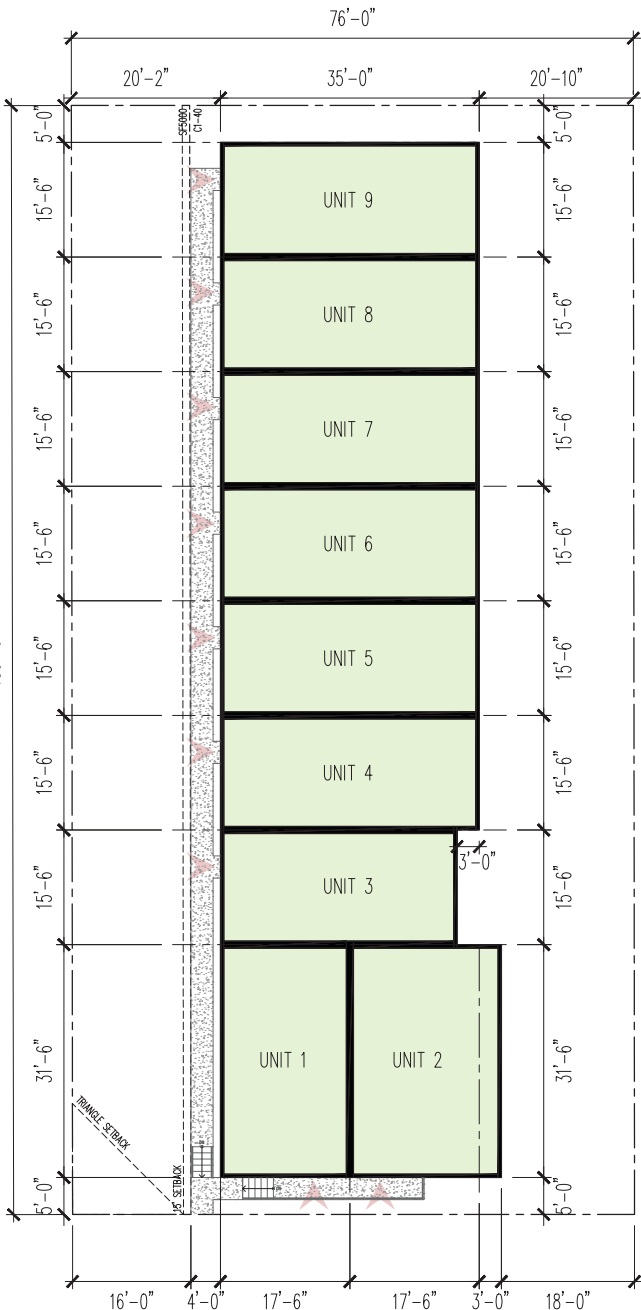 76'-0"
20'-2"
35'-0"
20'-10"
5'-0"
SF5000
C1-40
5'-0"
15'-6"
UNIT 9
15'-6"
15'-6"
UNIT 8
15'-6"
15'-6"
UNIT 7
15'-6"
15'-6"
UNIT 6
15'-6"
15'-6"
UNIT 5
15'-6"
15'-6"
UNIT 4
15'-6"
3'-0"
15'-6"
UNIT 3
15'-6"
31'-6"
UNIT 1
UNIT 2
31'-6"
TRIANGLE SETBACK
15' SETBACK
5'-0"
5'-0"
16'-0"
4'-0"
17'-6"
17'-6"
3'-0"
18'-0"